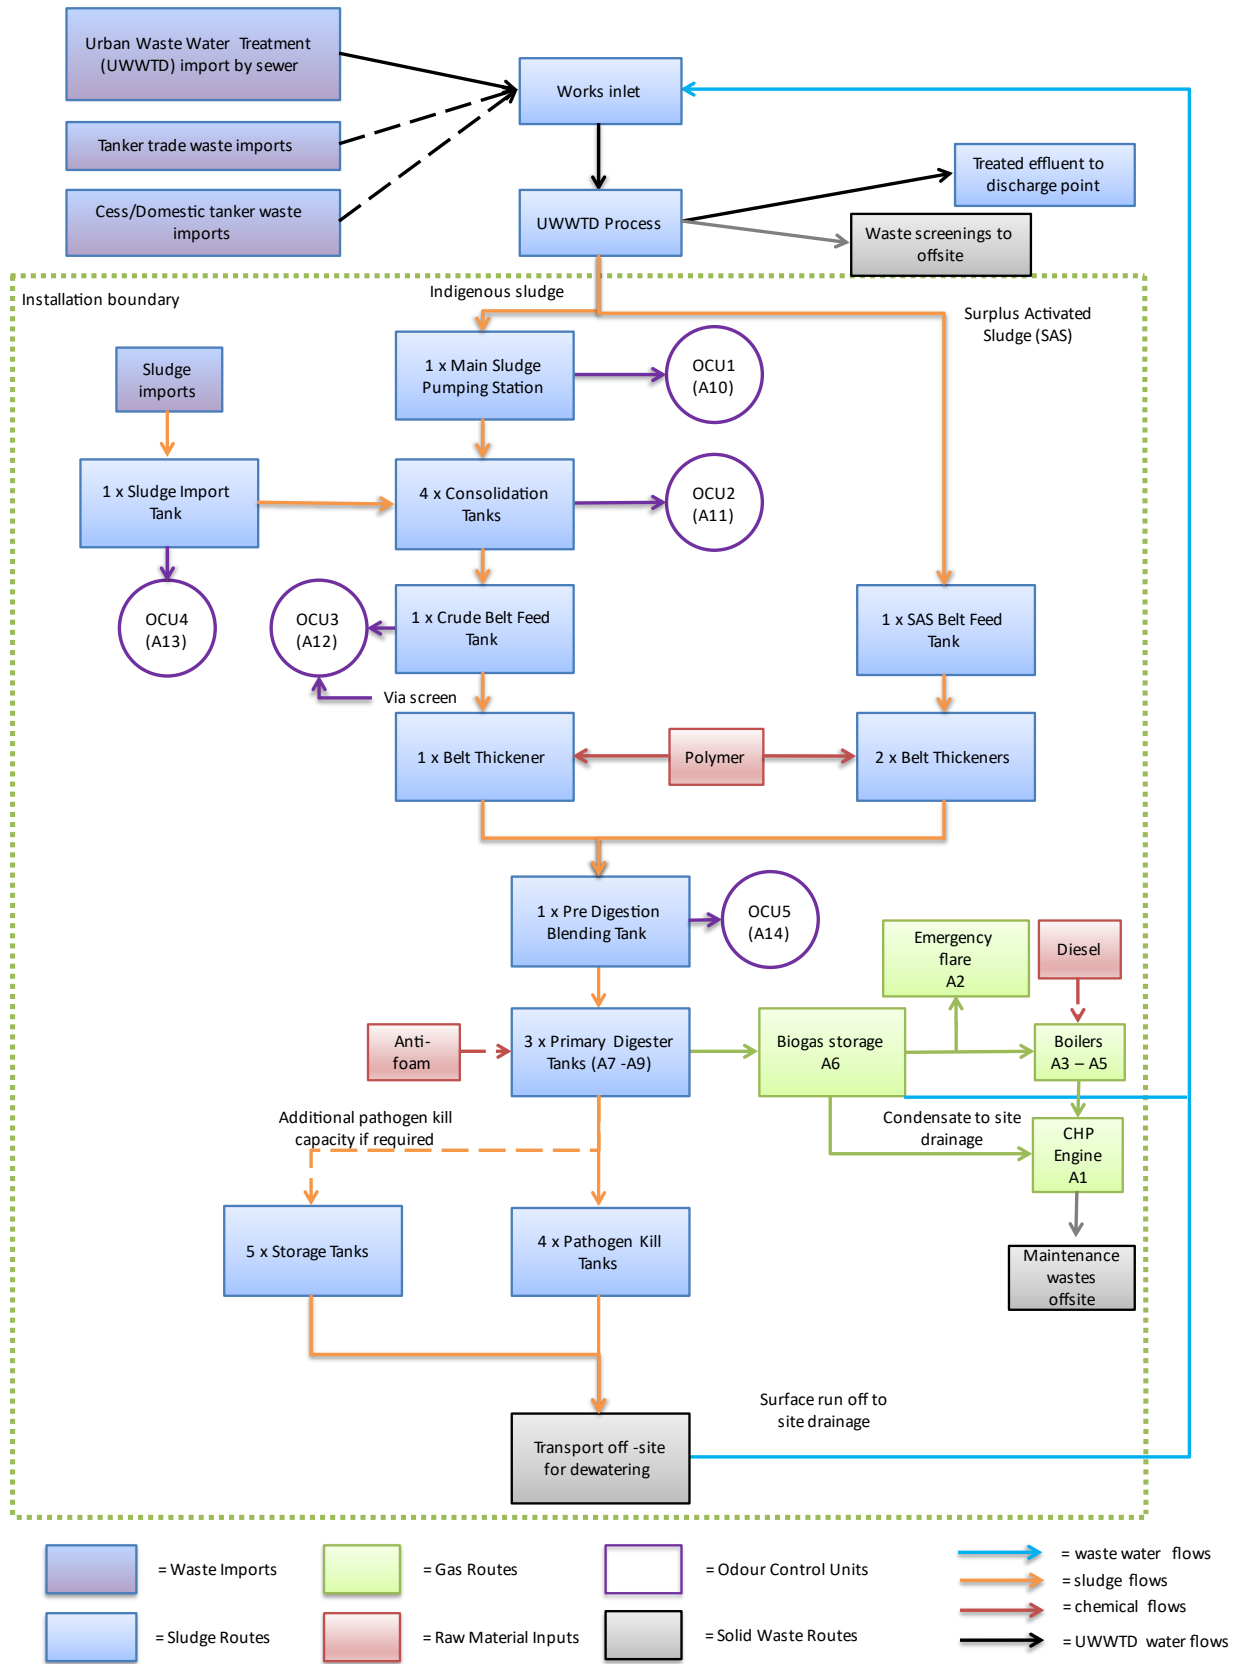 Urban Waste Water Treatment
(UWWTD) import by sewer
Works inlet
Tanker trade waste imports
Treated effluent to
discharge point
Cess/Domestic tanker waste
imports
UWWTD Process
Waste screenings to
offsite
Installation boundary
Indigenous sludge
Surplus Activated
Sludge (SAS)
Sludge
imports
1 x Main Sludge
Pumping Station
OCU1
(A10)
1 x Sludge Import
Tank
4 x Consolidation
Tanks
OCU2
(A11)
OCU4
(A13)
OCU3
(A12)
1 x Crude Belt Feed
Tank
1 x SAS Belt Feed
Tank
Via screen
1 x Belt Thickener
Polymer
2 x Belt Thickeners
1 x Pre Digestion
Blending Tank
OCU5
(A14)
Emergency
flare
A2
Diesel
Anti-
foam
3 x Primary Digester
Tanks (A7 -A9)
Biogas storage
A6
Boilers
A3 – A5
Additional pathogen kill
capacity if required
Condensate to site
drainage
CHP
Engine
A1
5 x Storage Tanks
4 x Pathogen Kill
Tanks
Maintenance
wastes
offsite
Surface run off to
site drainage
Transport off -site
for dewatering
= Waste Imports
= Gas Routes
= Odour Control Units
= waste water flows
= sludge flows
= chemical flows
= UWWTD water flows
= Sludge Routes
= Raw Material Inputs
= Solid Waste Routes